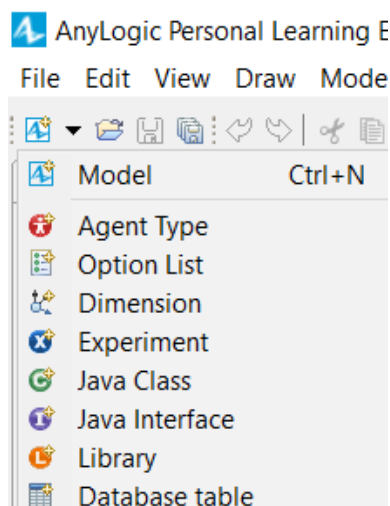 AnyLogic Personal Learning E
File Edit View Draw Mode
Model Ctrl+N
Agent Type
Option List
Dimension
Experiment
Java Class
Java Interface
Library
Database table